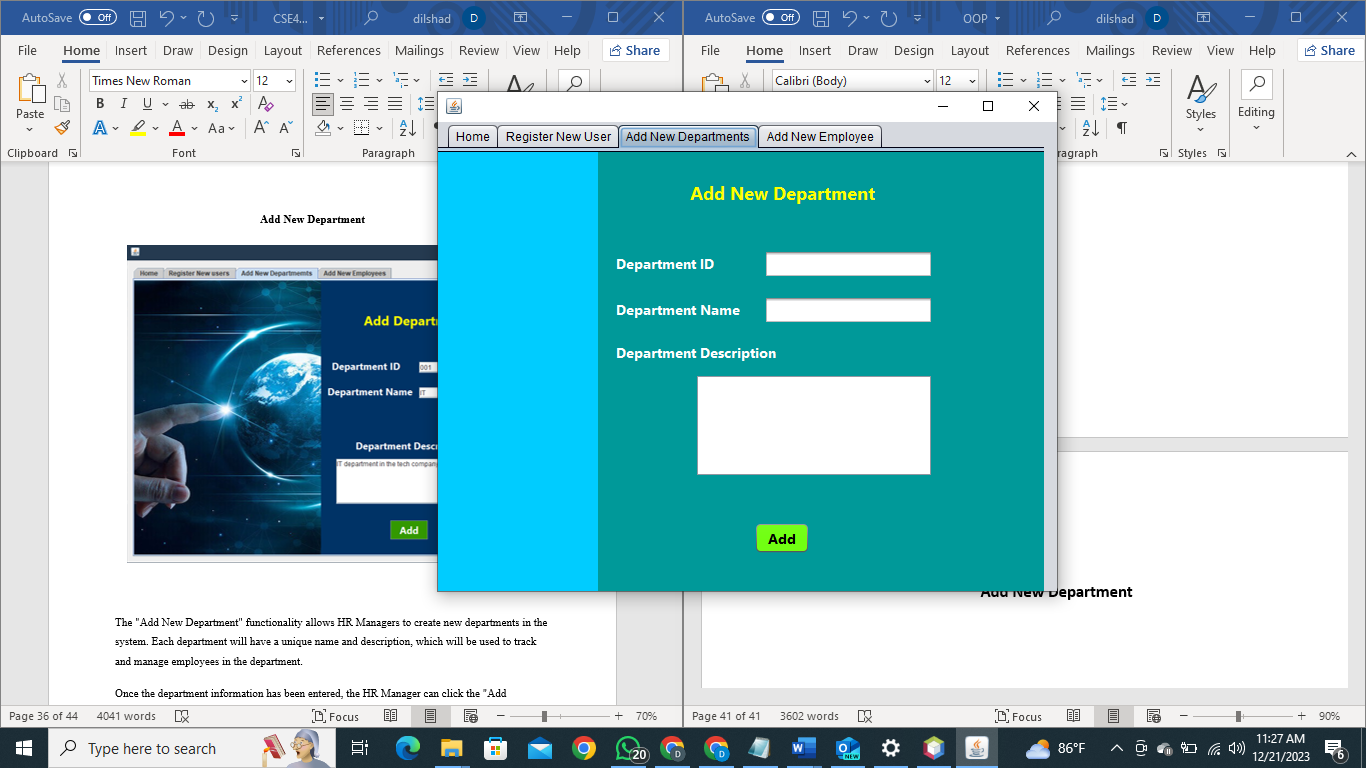 AutoSave Off CSE4... dilshad D
File Home Insert Draw Design Layout References Mailings Review View Help Share
Times New Roman 12
Paste
B I U ab x2 x2 A
A A Aa A A
Clipboard Font Paragraph
AutoSave Off OOP dilshad D
File Home Insert Draw Design Layout References Mailings Review View Help Share
Calibri (Body) 12
Styles Editing
Styles
Home Register New User Add New Departments Add New Employee
Add New Department
Department ID
Department Name
Department Description
Add
Add New Department
Home Register New users Add New Departments Add New Employees
Department ID 001
Department Name IT
IT department in the tech company
Add
The "Add New Department" functionality allows HR Managers to create new departments in the
system. Each department will have a unique name and description, which will be used to track
and manage employees in the department.
Once the department information has been entered, the HR Manager can click the "Add
Add New Department
Page 36 of 44 4041 words Focus 70%
Page 41 of 41 3602 words Focus 90%
Type here to search 20 D D NEW 86°F 11:27 AM
12/21/2023 6